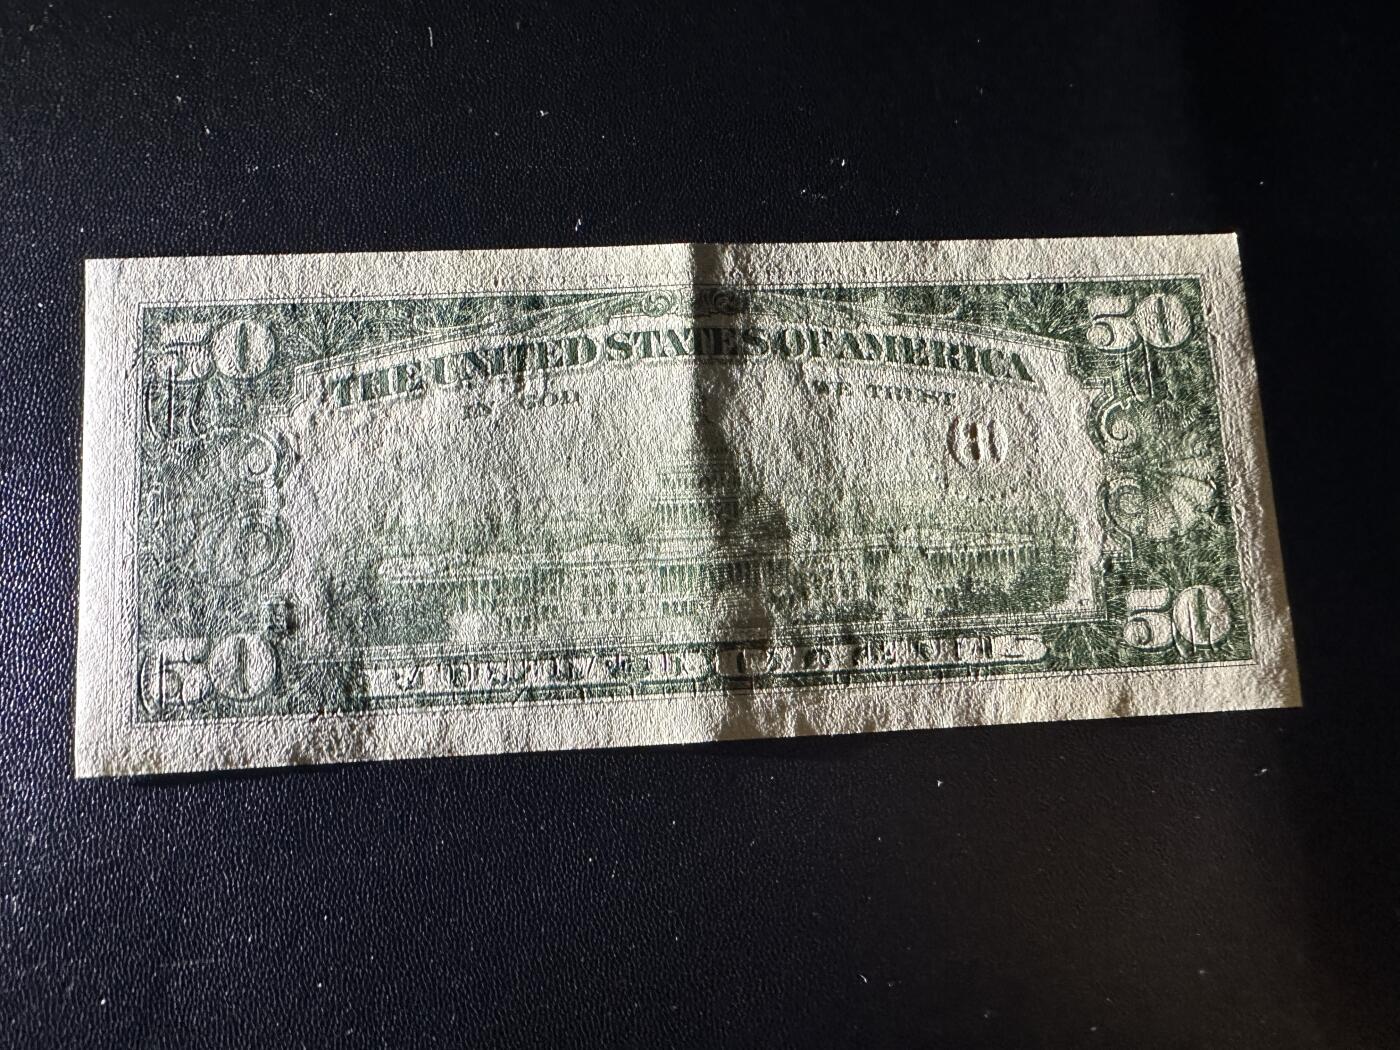 50 50
THE UNITED STATES OF AMERICA
IN GOD WE TRUST
50 50